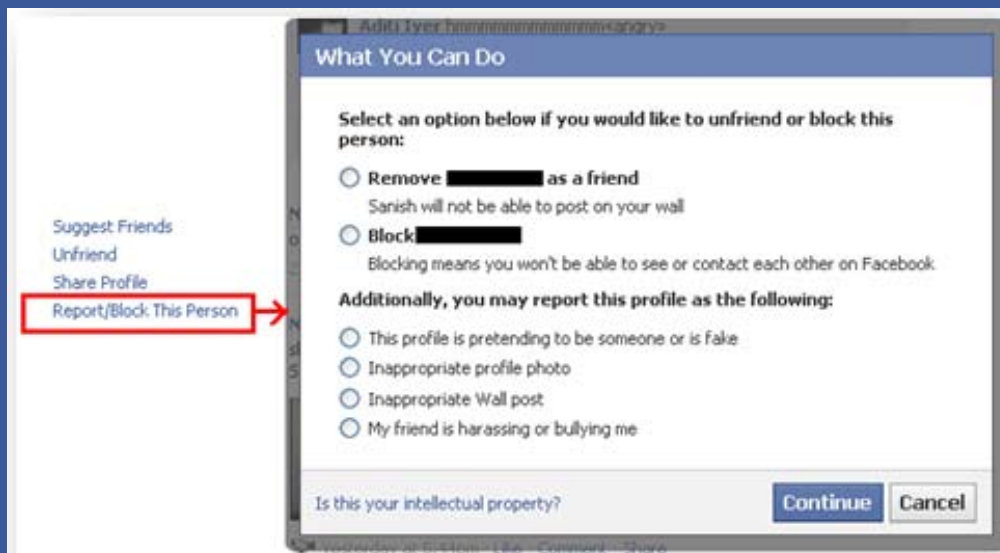 Aditi Iyer hmmmmmmmmmmmmm<angry>
What You Can Do
Select an option below if you would like to unfriend or block this
person:
Remove as a friend
Sanish will not be able to post on your wall
Block
Blocking means you won't be able to see or contact each other on Facebook
Additionally, you may report this profile as the following:
This profile is pretending to be someone or is fake
Inappropriate profile photo
Inappropriate Wall post
My friend is harassing or bullying me
Is this your intellectual property?
Continue
Cancel
Suggest Friends
Unfriend
Share Profile
Report/Block This Person
Yesterday at 6:44pm · Like · Comment · Share